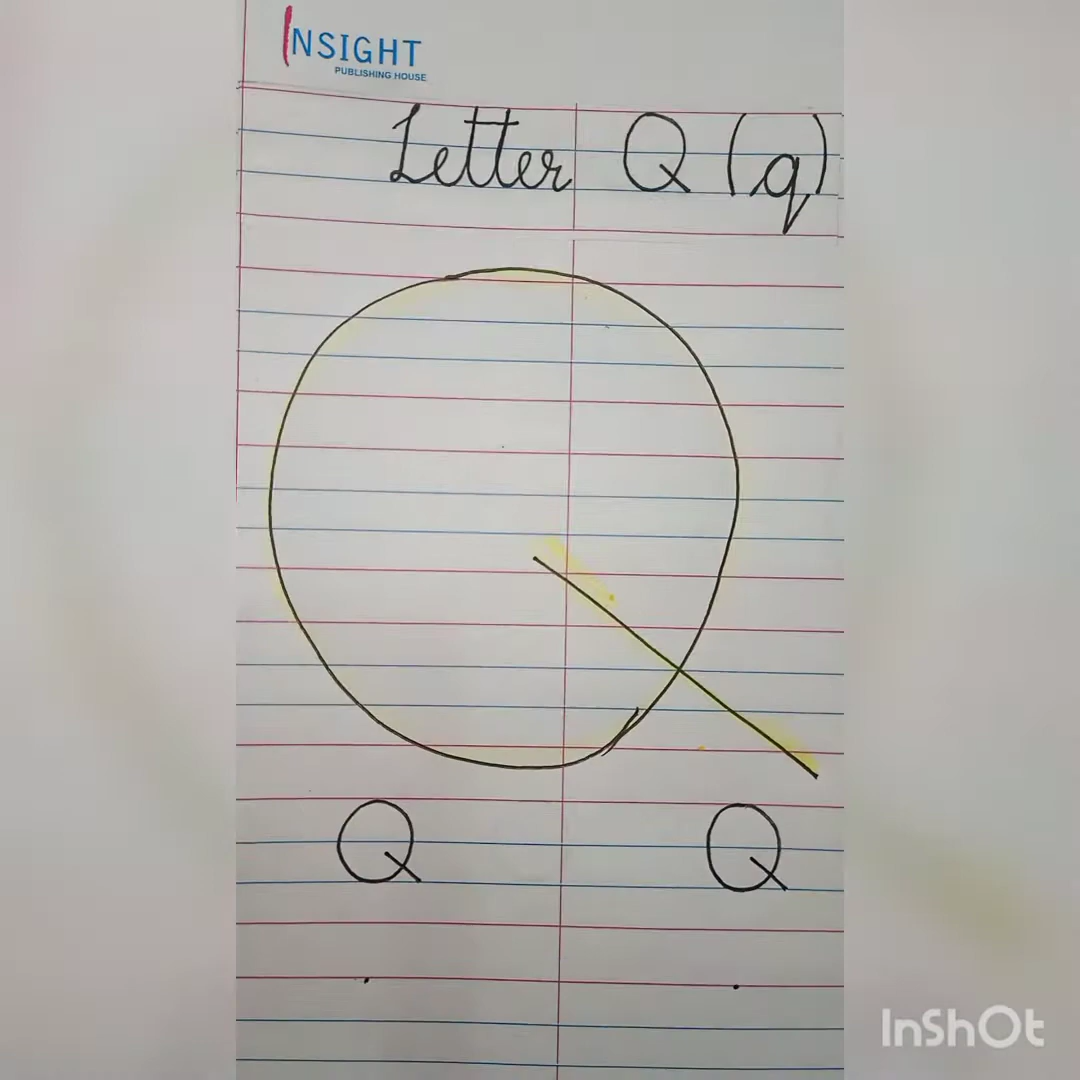 INSIGHT
PUBLISHING HOUSE
Letter Q (q)
Q
Q Q
InShOt